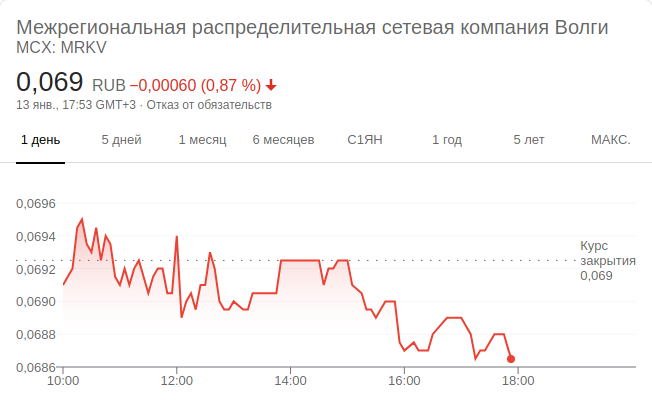 Межрегиональная распределительная сетевая компания Волги
MCX: MRKV
0,069 RUB −0,00060 (0,87 %)
13 янв., 17:53 GMT+3 · Отказ от обязательств
1 день 5 дней 1 месяц 6 месяцев С1ЯН 1 год 5 лет МАКС.
0,0696
0,0694
Курс
закрытия
0,069
0,0692
0,0690
0,0688
0,0686
10:00 12:00 14:00 16:00 18:00